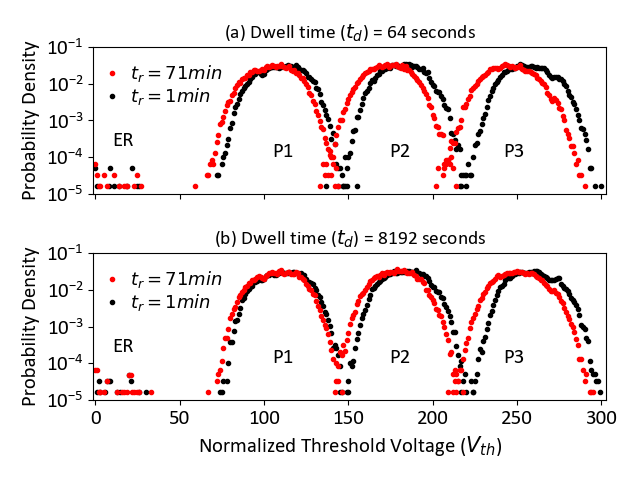 (a) Dwell time (t_d) = 64 seconds
Probability Density
10^-1
10^-2
10^-3
10^-4
10^-5
t_r = 71min
t_r = 1min
ER
P1
P2
P3
(b) Dwell time (t_d) = 8192 seconds
Probability Density
10^-1
10^-2
10^-3
10^-4
10^-5
t_r = 71min
t_r = 1min
ER
P1
P2
P3
0 50 100 150 200 250 300
Normalized Threshold Voltage (V_th)